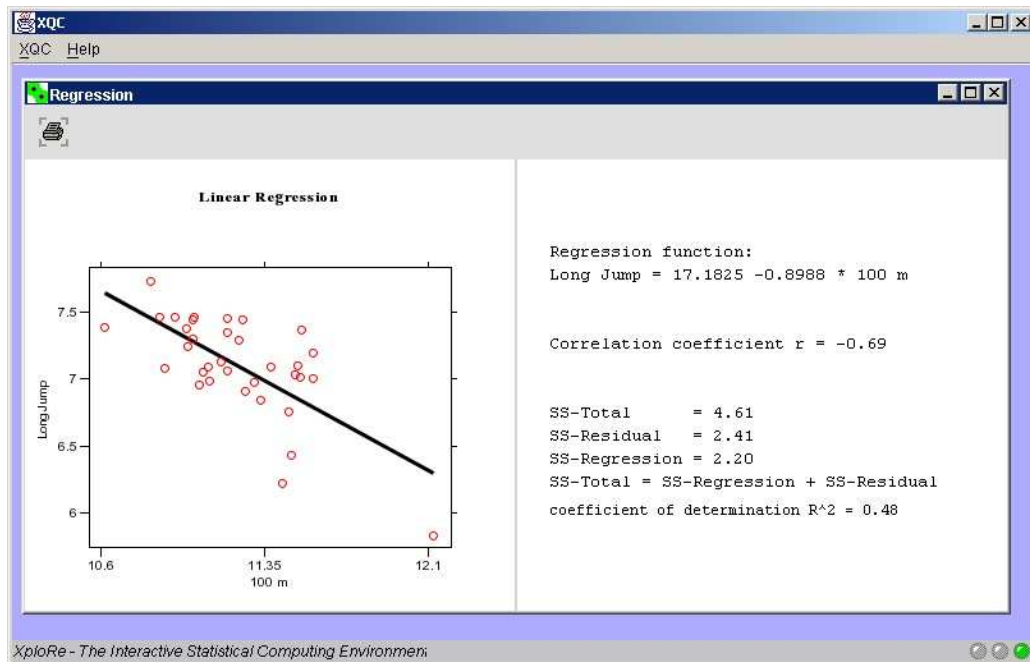 XQC
XQC Help
Regression
Linear Regression
7.5
7
6.5
6
Long Jump
10.6 11.35 12.1
100 m
Regression function:
Long Jump = 17.1825 -0.8988 * 100 m
Correlation coefficient r = -0.69
SS-Total = 4.61
SS-Residual = 2.41
SS-Regression = 2.20
SS-Total = SS-Regression + SS-Residual
coefficient of determination R^2 = 0.48
XploRe - The Interactive Statistical Computing Environment